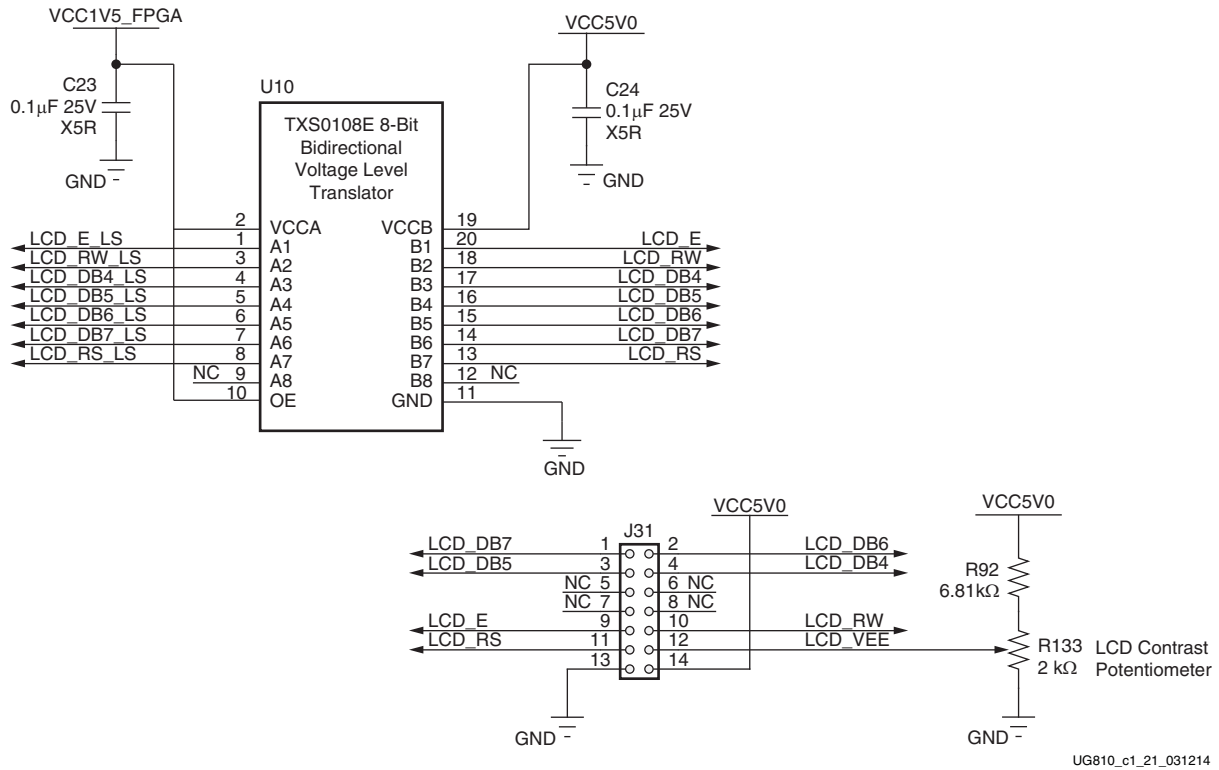 VCC1V5_FPGA
C23
0.1μF 25V
X5R
GND
U10
TXS0108E 8-Bit
Bidirectional
Voltage Level
Translator
VCC5V0
C24
0.1μF 25V
X5R
GND
2 VCCA VCCB 19
LCD_E_LS 1 A1 B1 20 LCD_E
LCD_RW_LS 3 A2 B2 18 LCD_RW
LCD_DB4_LS 4 A3 B3 17 LCD_DB4
LCD_DB5_LS 5 A4 B4 16 LCD_DB5
LCD_DB6_LS 6 A5 B5 15 LCD_DB6
LCD_DB7_LS 7 A6 B6 14 LCD_DB7
LCD_RS_LS 8 A7 B7 13 LCD_RS
NC 9 A8 B8 12 NC
10 OE GND 11
GND
VCC5V0
J31
LCD_DB7 1 2 LCD_DB6
LCD_DB5 3 4 LCD_DB4
NC 5 6 NC
NC 7 8 NC
LCD_E 9 10 LCD_RW
LCD_RS 11 12 LCD_VEE
13 14
GND
VCC5V0
R92
6.81kΩ
R133 LCD Contrast
2 kΩ Potentiometer
GND
UG810_c1_21_031214